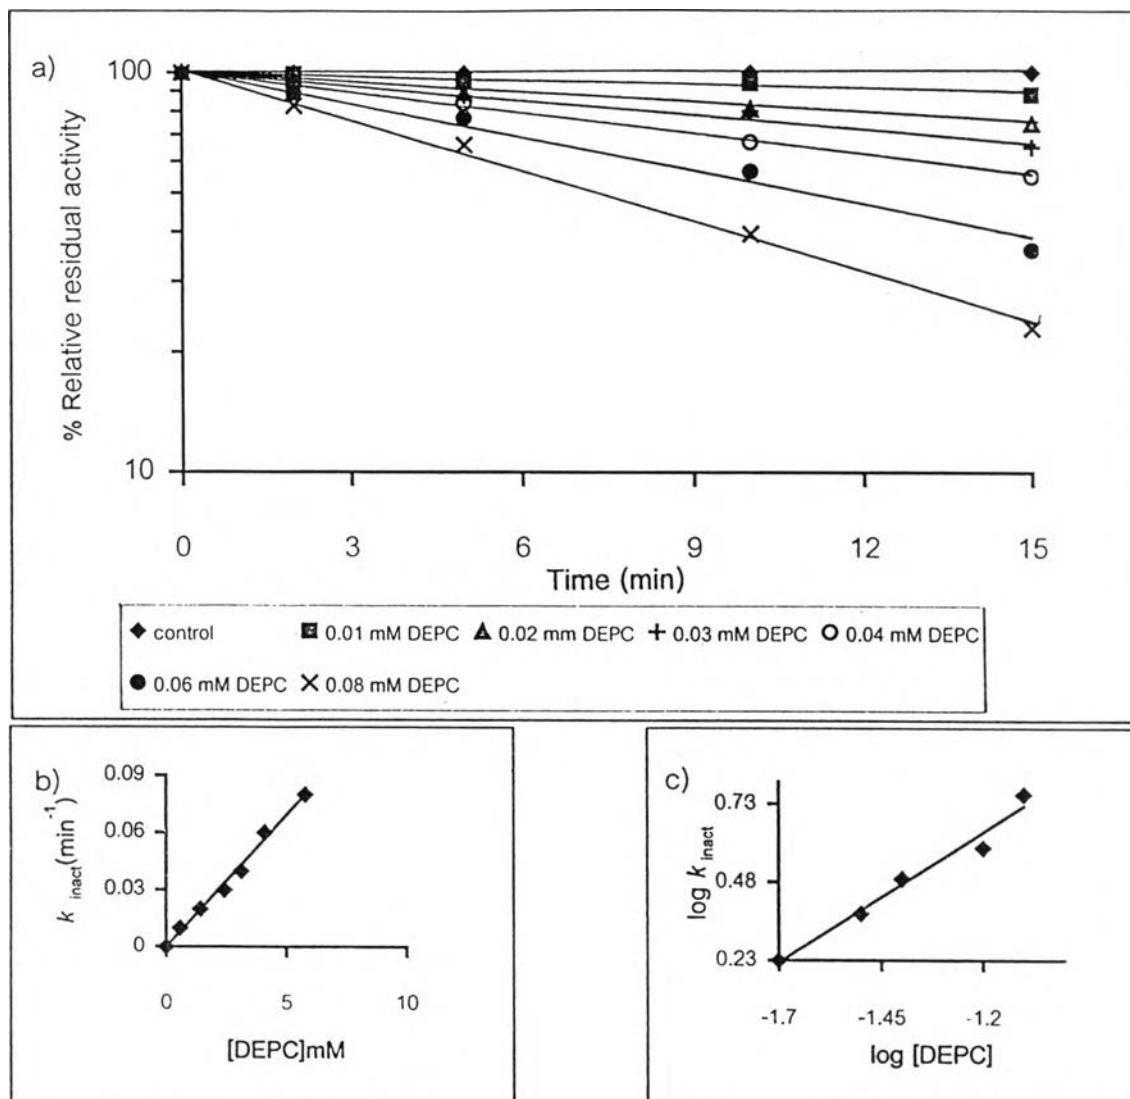 a)
% Relative residual activity
100
10
0 3 6 9 12 15
Time (min)
control 0.01 mM DEPC 0.02 mm DEPC 0.03 mM DEPC 0.04 mM DEPC
0.06 mM DEPC 0.08 mM DEPC
b)
k inact (min⁻¹)
0.09
0.06
0.03
0
0 5 10
[DEPC]mM
c)
log k inact
0.73
0.48
0.23
-1.7 -1.45 -1.2
log [DEPC]